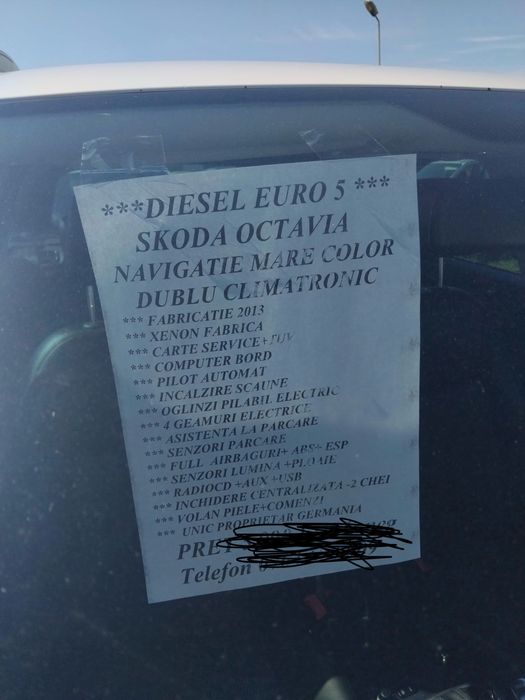 ***DIESEL EURO 5 ***
SKODA OCTAVIA
NAVIGATIE MARE COLOR
DUBLU CLIMATRONIC
*** FABRICATIE 2013
*** XENON FABRICA
*** CARTE SERVICE+TUV
*** COMPUTER BORD
*** PILOT AUTOMAT
*** INCALZIRE SCAUNE
*** OGLINZI PILABIL ELECTRIC
*** 4 GEAMURI ELECTRICE
*** ASISTENTA LA PARCARE
*** SENZORI PARCARE
*** FULL AIRBAGURI+ ABS+ ESP
*** SENZORI LUMINA +PLOAIE
*** RADIOCD +AUX +USB
*** INCHIDERE CENTRALIZATA -2 CHEI
*** VOLAN PIELE+COMENZI
*** UNIC PROPRIETAR GERMANIA
Telefon